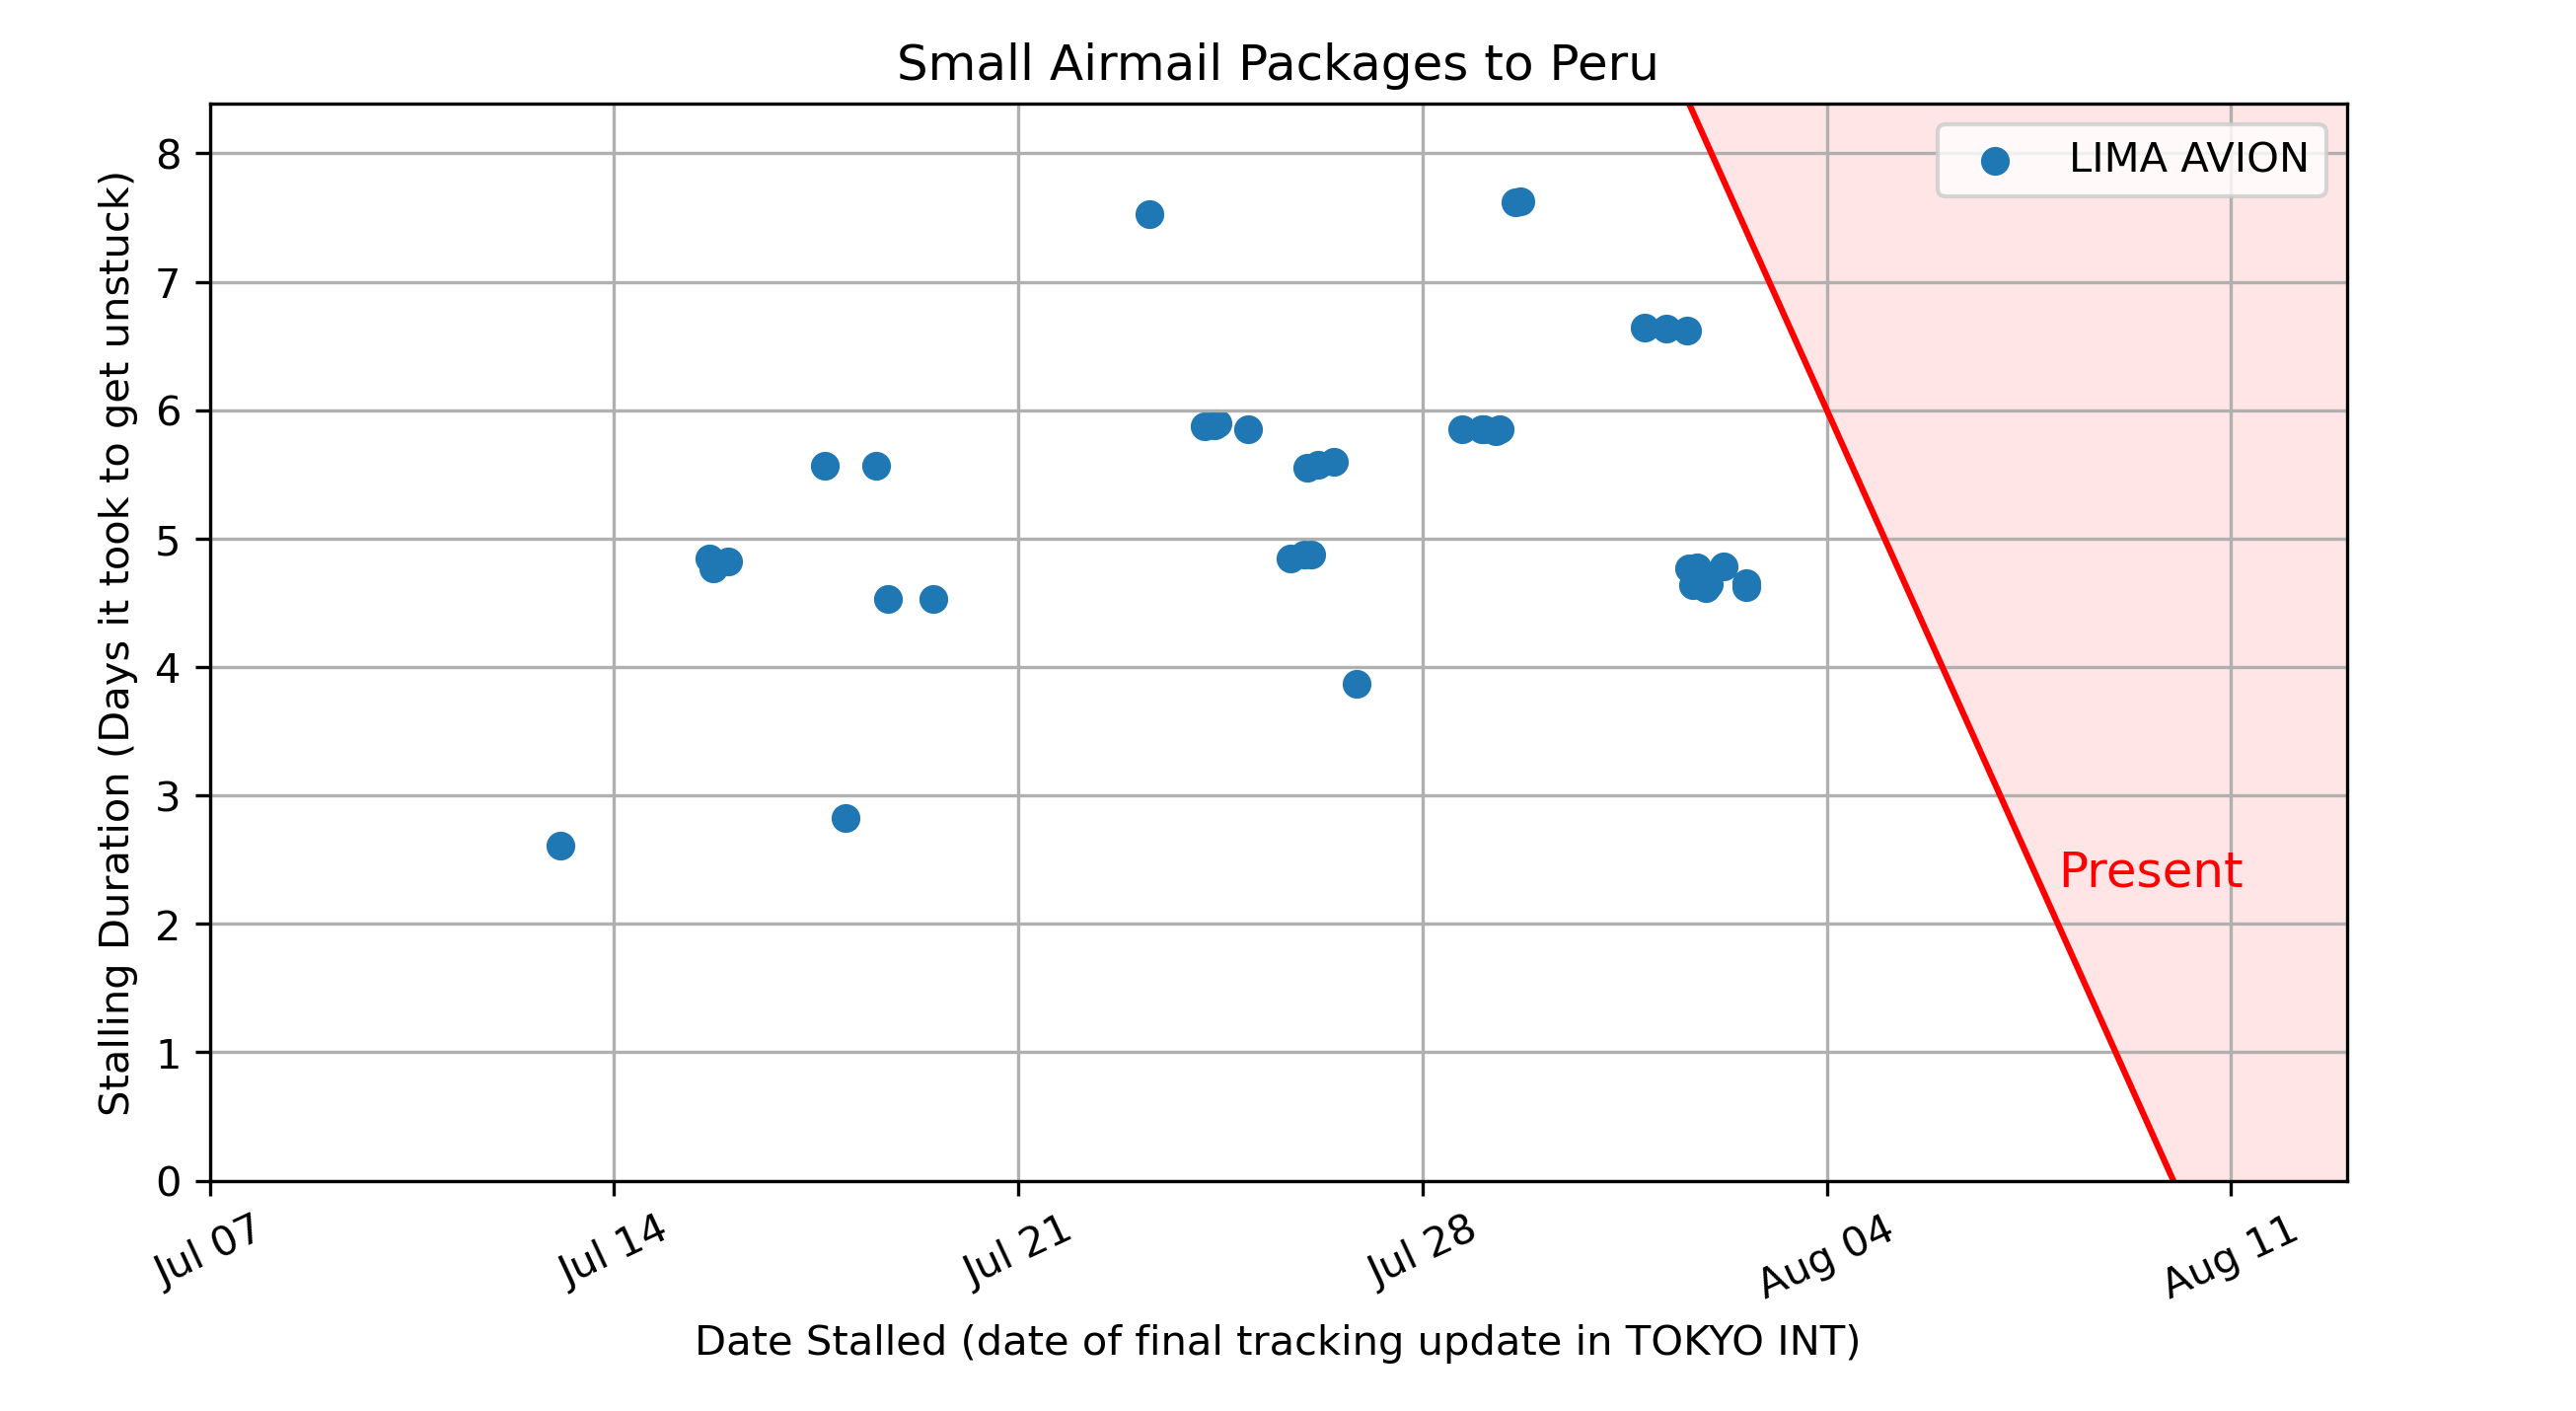 Small Airmail Packages to Peru
LIMA AVION
Stalling Duration (Days it took to get unstuck)
8
7
6
5
4
3
2
1
0
Present
Jul 07
Jul 14
Jul 21
Jul 28
Aug 04
Aug 11
Date Stalled (date of final tracking update in TOKYO INT)